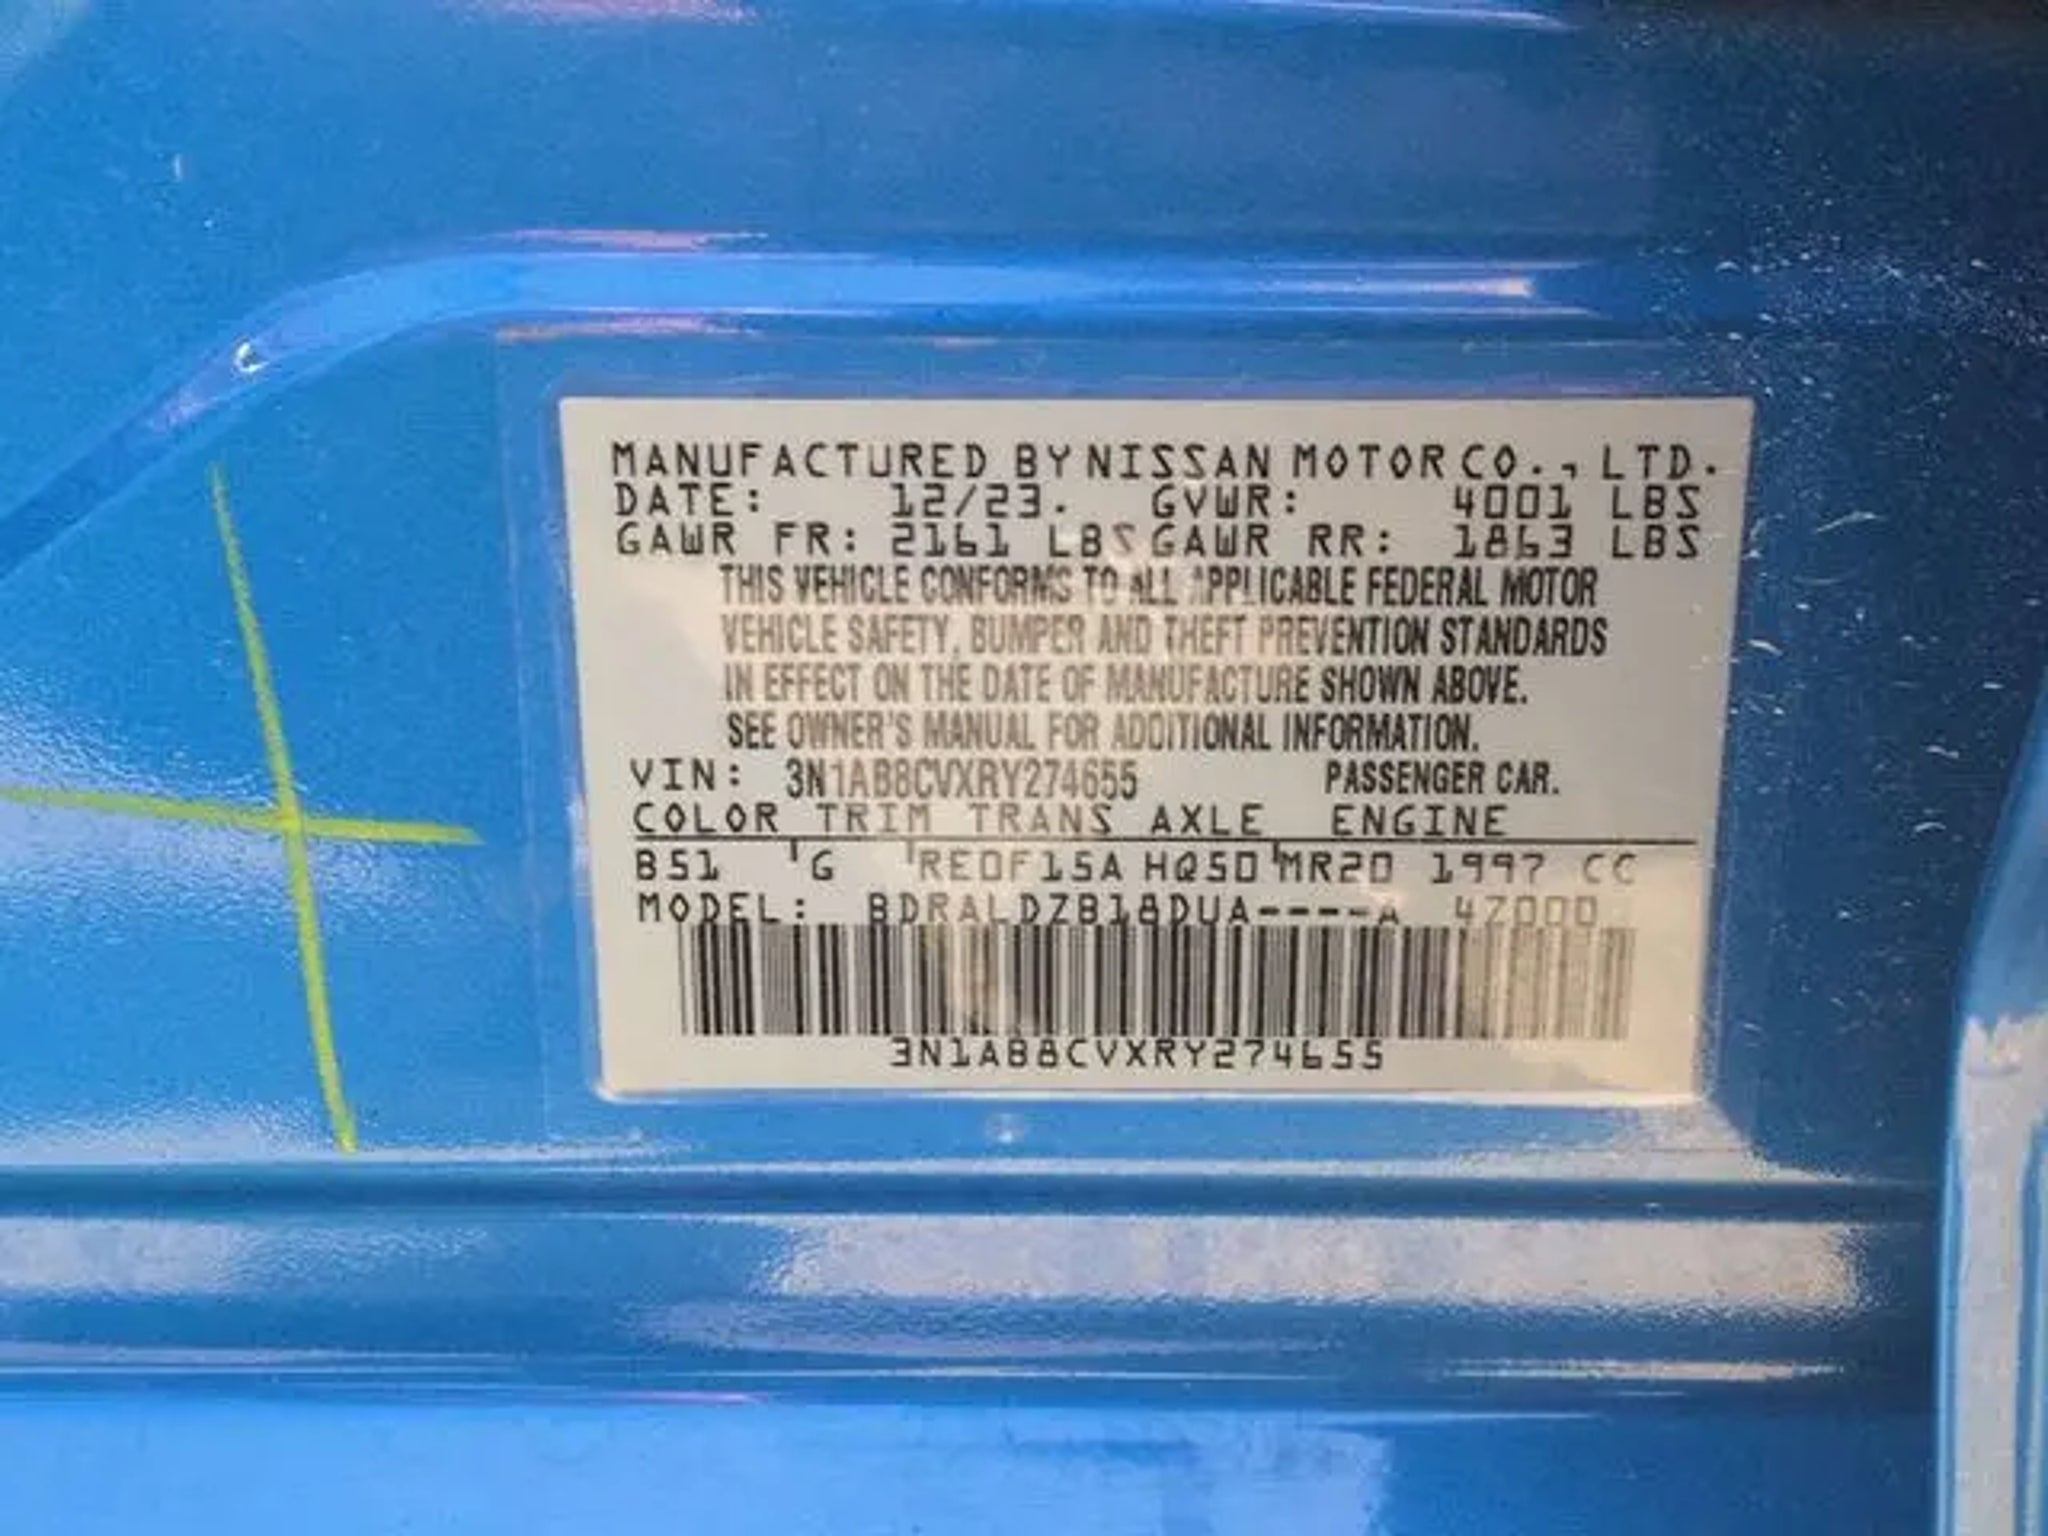 MANUFACTURED BY NISSAN MOTOR CO., LTD.
DATE: 12/23. GVWR: 4001 LBS
GAWR FR: 2161 LBS GAWR RR: 1863 LBS
THIS VEHICLE CONFORMS TO ALL APPLICABLE FEDERAL MOTOR
VEHICLE SAFETY, BUMPER AND THEFT PREVENTION STANDARDS
IN EFFECT ON THE DATE OF MANUFACTURE SHOWN ABOVE.
SEE OWNER'S MANUAL FOR ADDITIONAL INFORMATION.
VIN: 3N1AB8CVXRY274655 PASSENGER CAR.
COLOR TRIM TRANS AXLE ENGINE
B51 G RE0F15A HQ50 MR20 1997 CC
MODEL: BDRALDZB18DUA----A 4Z000
3N1AB8CVXRY274655